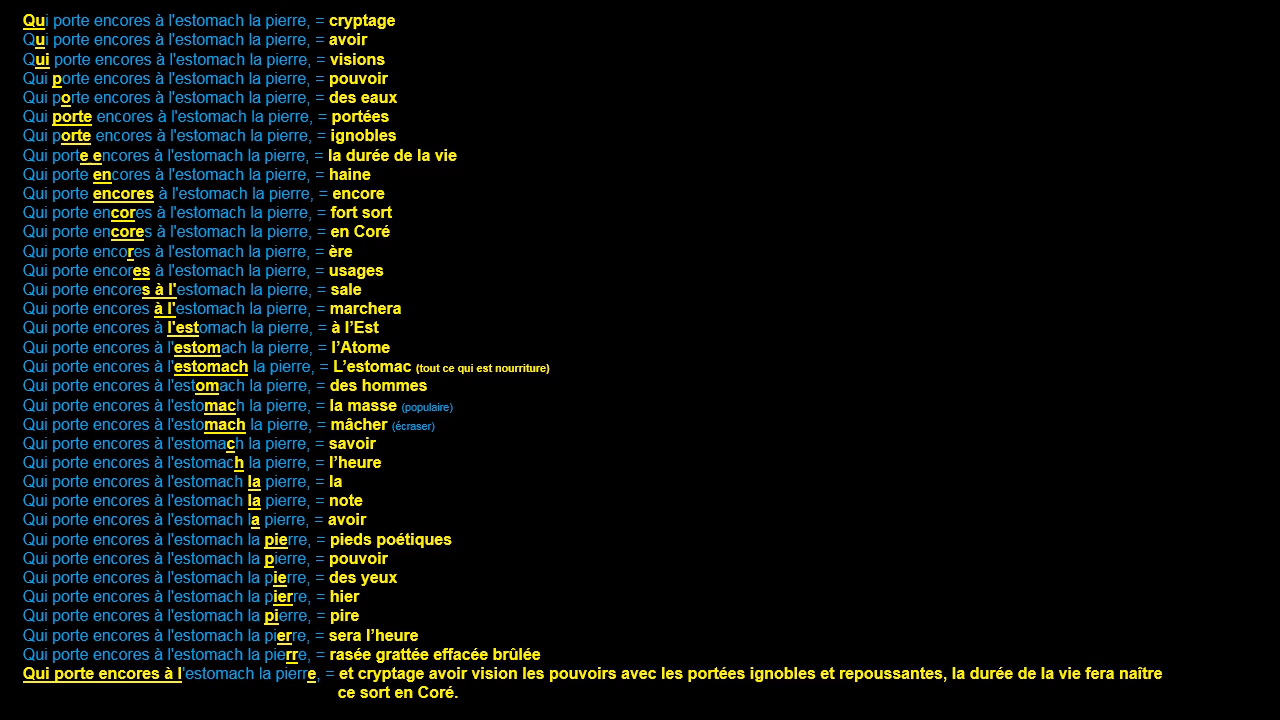 Qui porte encores à l'estomach la pierre, = cryptage
Qui porte encores à l'estomach la pierre, = avoir
Qui porte encores à l'estomach la pierre, = visions
Qui porte encores à l'estomach la pierre, = pouvoir
Qui porte encores à l'estomach la pierre, = des eaux
Qui porte encores à l'estomach la pierre, = portées
Qui porte encores à l'estomach la pierre, = ignobles
Qui porte encores à l'estomach la pierre, = la durée de la vie
Qui porte encores à l'estomach la pierre, = haine
Qui porte encores à l'estomach la pierre, = encore
Qui porte encores à l'estomach la pierre, = fort sort
Qui porte encores à l'estomach la pierre, = en Coré
Qui porte encores à l'estomach la pierre, = ère
Qui porte encores à l'estomach la pierre, = usages
Qui porte encores à l'estomach la pierre, = sale
Qui porte encores à l'estomach la pierre, = marchera
Qui porte encores à l'estomach la pierre, = à l’Est
Qui porte encores à l'estomach la pierre, = l’Atome
Qui porte encores à l'estomach la pierre, = L’estomac (tout ce qui est nourriture)
Qui porte encores à l'estomach la pierre, = des hommes
Qui porte encores à l'estomach la pierre, = la masse (populaire)
Qui porte encores à l'estomach la pierre, = mâcher (écraser)
Qui porte encores à l'estomach la pierre, = savoir
Qui porte encores à l'estomach la pierre, = l’heure
Qui porte encores à l'estomach la pierre, = la
Qui porte encores à l'estomach la pierre, = note
Qui porte encores à l'estomach la pierre, = avoir
Qui porte encores à l'estomach la pierre, = pieds poétiques
Qui porte encores à l'estomach la pierre, = pouvoir
Qui porte encores à l'estomach la pierre, = des yeux
Qui porte encores à l'estomach la pierre, = hier
Qui porte encores à l'estomach la pierre, = pire
Qui porte encores à l'estomach la pierre, = sera l’heure
Qui porte encores à l'estomach la pierre, = rasée grattée effacée brûlée
Qui porte encores à l'estomach la pierre, = et cryptage avoir vision les pouvoirs avec les portées ignobles et repoussantes, la durée de la vie fera naître
ce sort en Coré.